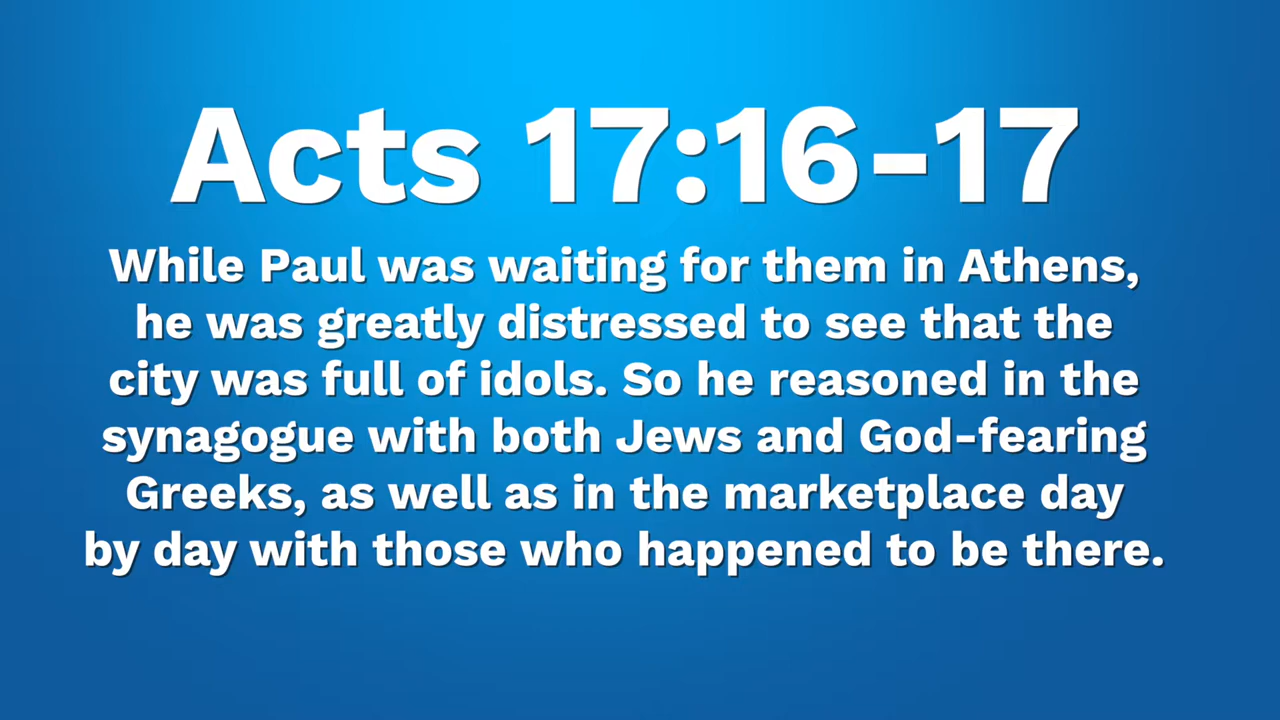 Acts 17:16-17
While Paul was waiting for them in Athens,
he was greatly distressed to see that the
city was full of idols. So he reasoned in the
synagogue with both Jews and God-fearing
Greeks, as well as in the marketplace day
by day with those who happened to be there.